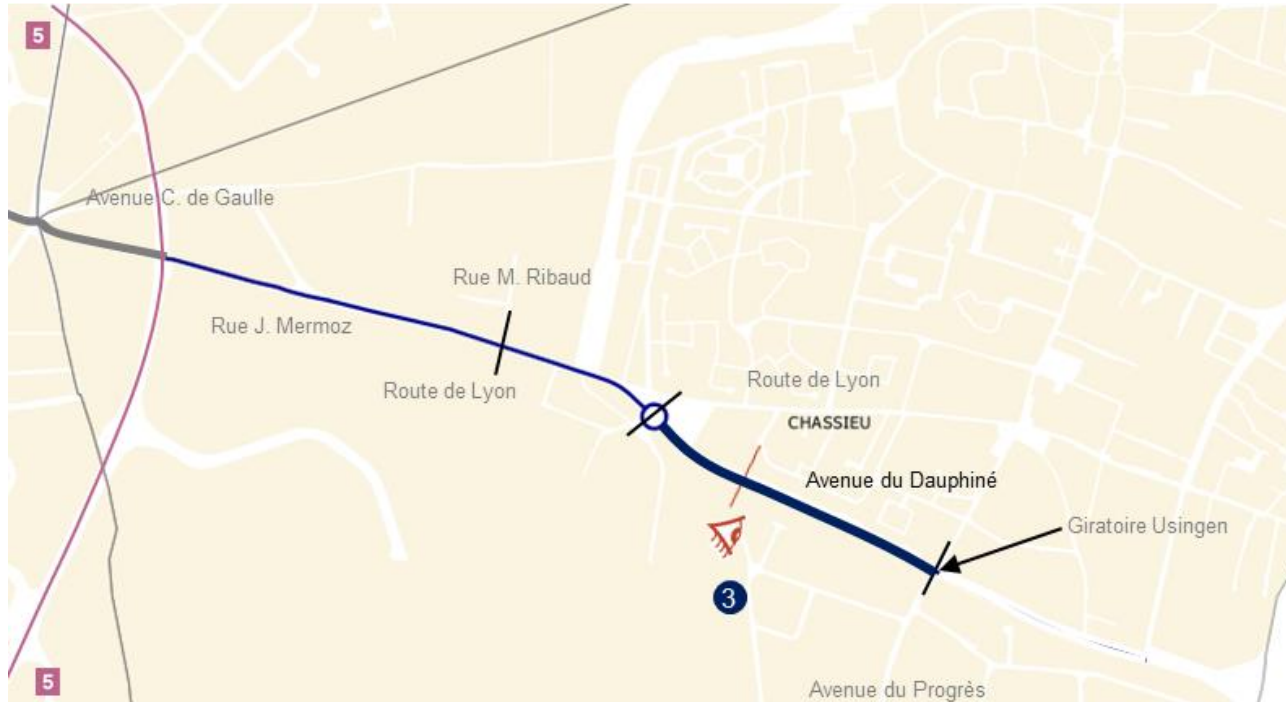 5
Avenue C. de Gaulle
Rue M. Ribaud
Rue J. Mermoz
Route de Lyon
Route de Lyon
CHASSIEU
Avenue du Dauphiné
Giratoire Usingen
3
5
Avenue du Progrès